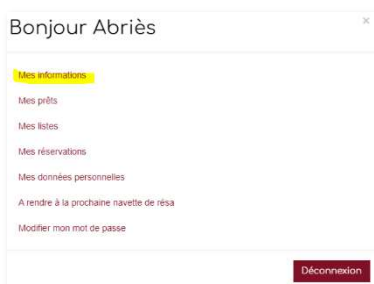 Bonjour Abriès
×
Mes informations
Mes prêts
Mes listes
Mes réservations
Mes données personnelles
A rendre à la prochaine navette de résa
Modifier mon mot de passe
Déconnexion